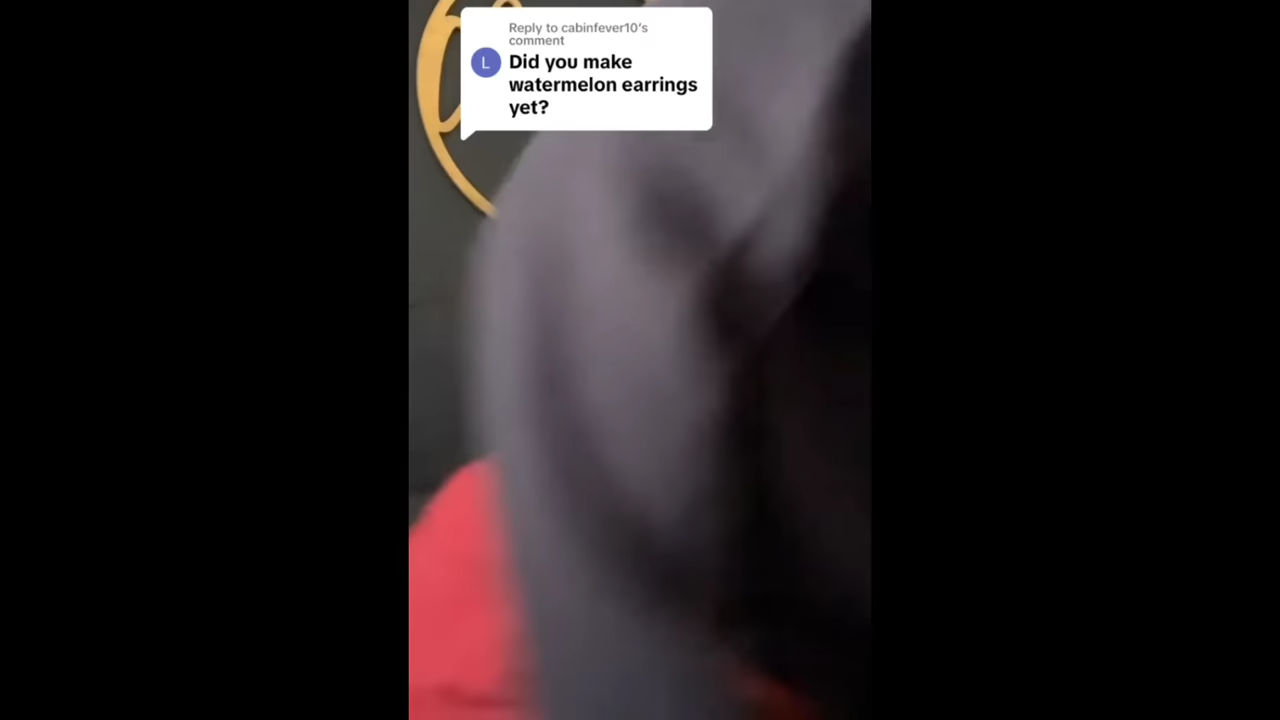 Reply to cabinfever10's
comment
L
Did you make
watermelon earrings
yet?